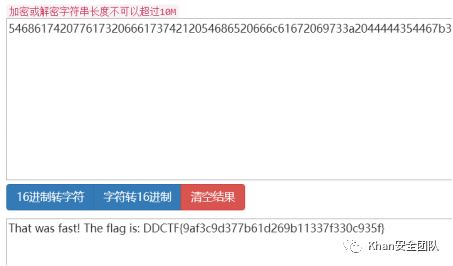 加密或解密字符串长度不可以超过10M
54686174207761732066617374212054686520666c61672069733a2044444354467b3
16进制转字符
字符转16进制
清空结果
That was fast! The flag is: DDCTF{9af3c9d377b61d269b11337f330c935f}
Khan安全团队